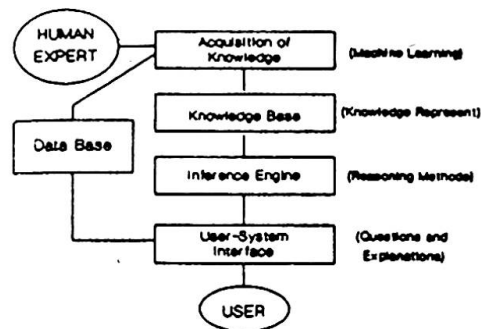 HUMAN
EXPERT
Acquisition of
Knowledge
(Machine Learning)
Knowledge Base
(Knowledge Represent)
Data Base
Inference Engine
(Reasoning Methods)
User-System
Interface
(Questions and
Explanations)
USER